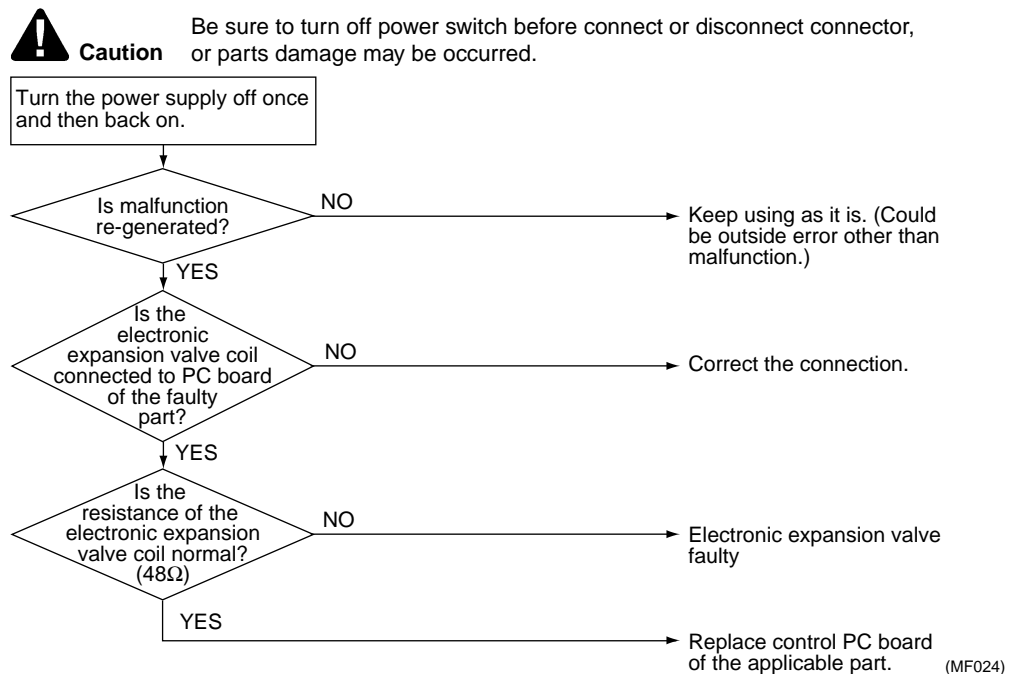 Caution
Be sure to turn off power switch before connect or disconnect connector,
or parts damage may be occurred.
Turn the power supply off once
and then back on.
Is malfunction
re-generated?
NO
Keep using as it is. (Could
be outside error other than
malfunction.)
YES
Is the
electronic
expansion valve coil
connected to PC board
of the faulty
part?
NO
Correct the connection.
YES
Is the
resistance of the
electronic expansion
valve coil normal?
(48Ω)
NO
Electronic expansion valve
faulty
YES
Replace control PC board
of the applicable part.
(MF024)